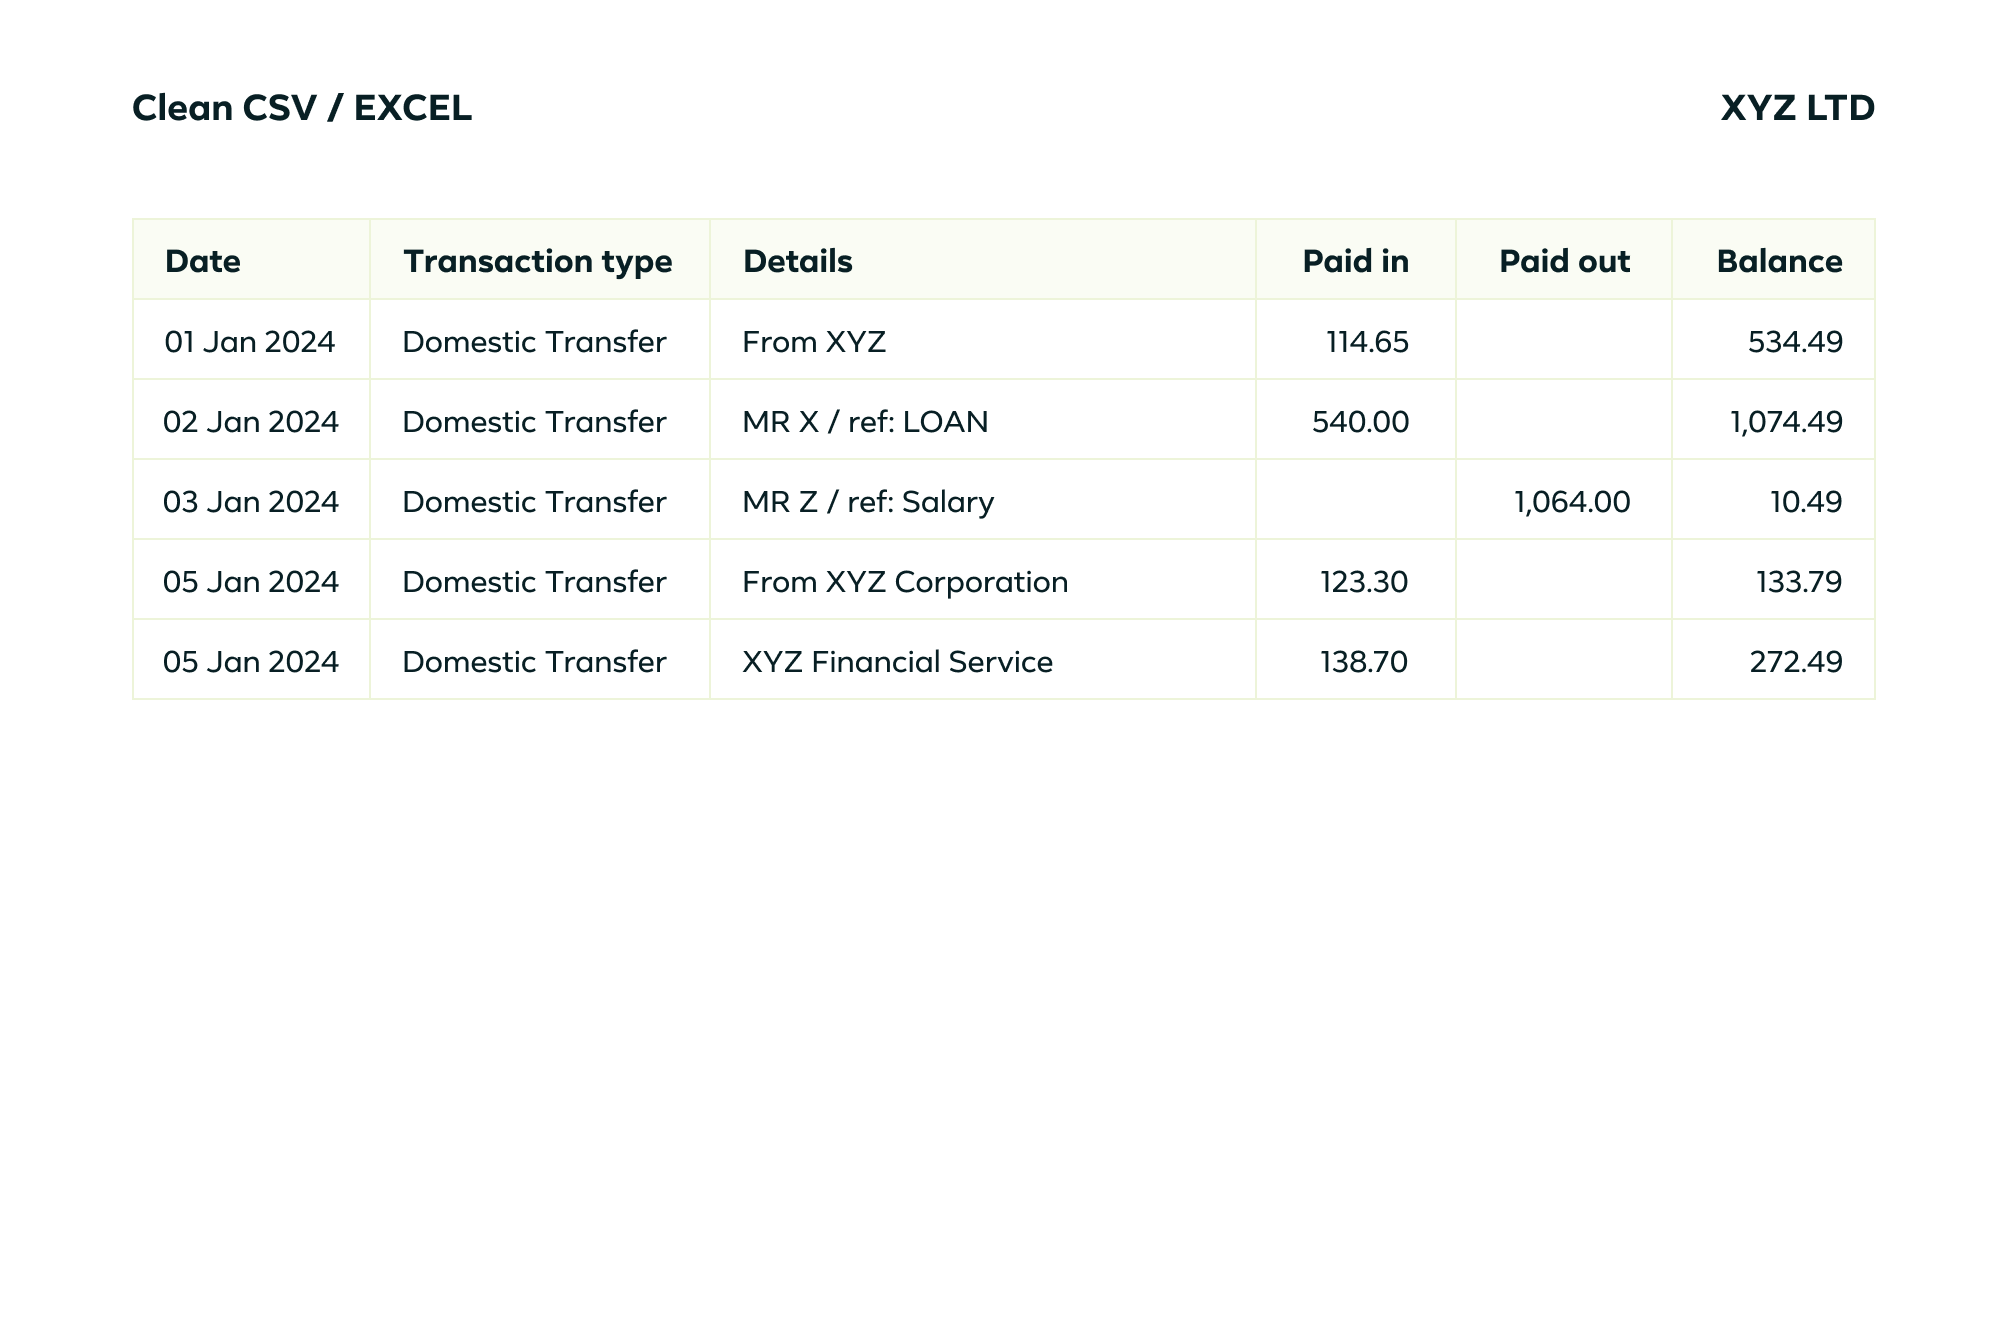 Clean CSV / EXCEL XYZ LTD
Date Transaction type Details Paid in Paid out Balance
01 Jan 2024 Domestic Transfer From XYZ 114.65 534.49
02 Jan 2024 Domestic Transfer MR X / ref: LOAN 540.00 1,074.49
03 Jan 2024 Domestic Transfer MR Z / ref: Salary 1,064.00 10.49
05 Jan 2024 Domestic Transfer From XYZ Corporation 123.30 133.79
05 Jan 2024 Domestic Transfer XYZ Financial Service 138.70 272.49